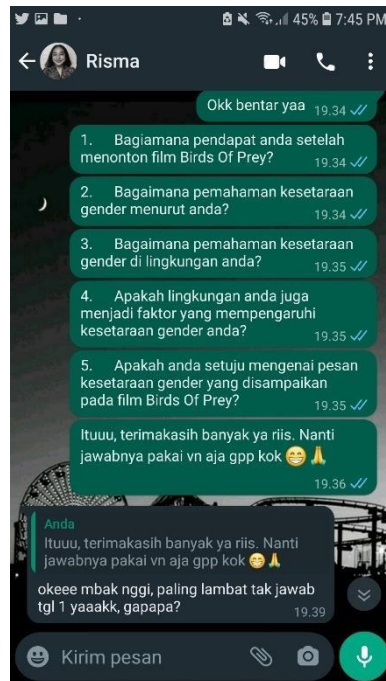 45% 7:45 PM
Risma
Okk bentar yaa 19.34
1. Bagiamana pendapat anda setelah
menonton film Birds Of Prey?
19.34
2. Bagaimana pemahaman kesetaraan
gender menurut anda?
19.34
3. Bagaimana pemahaman kesetaraan
gender di lingkungan anda?
19.35
4. Apakah lingkungan anda juga
menjadi faktor yang mempengaruhi
kesetaraan gender anda?
19.35
5. Apakah anda setuju mengenai pesan
kesetaraan gender yang disampaikan
pada film Birds Of Prey?
19.35
Ituuu, terimakasih banyak ya riis. Nanti
jawabnya pakai vn aja gpp kok 😁🙏
19.36
Anda
Ituuu, terimakasih banyak ya riis. Nanti
jawabnya pakai vn aja gpp kok 😁🙏
okeee mbak nggi, paling lambat tak jawab
tgl 1 yaaakk, gapapa?
19.39
Kirim pesan